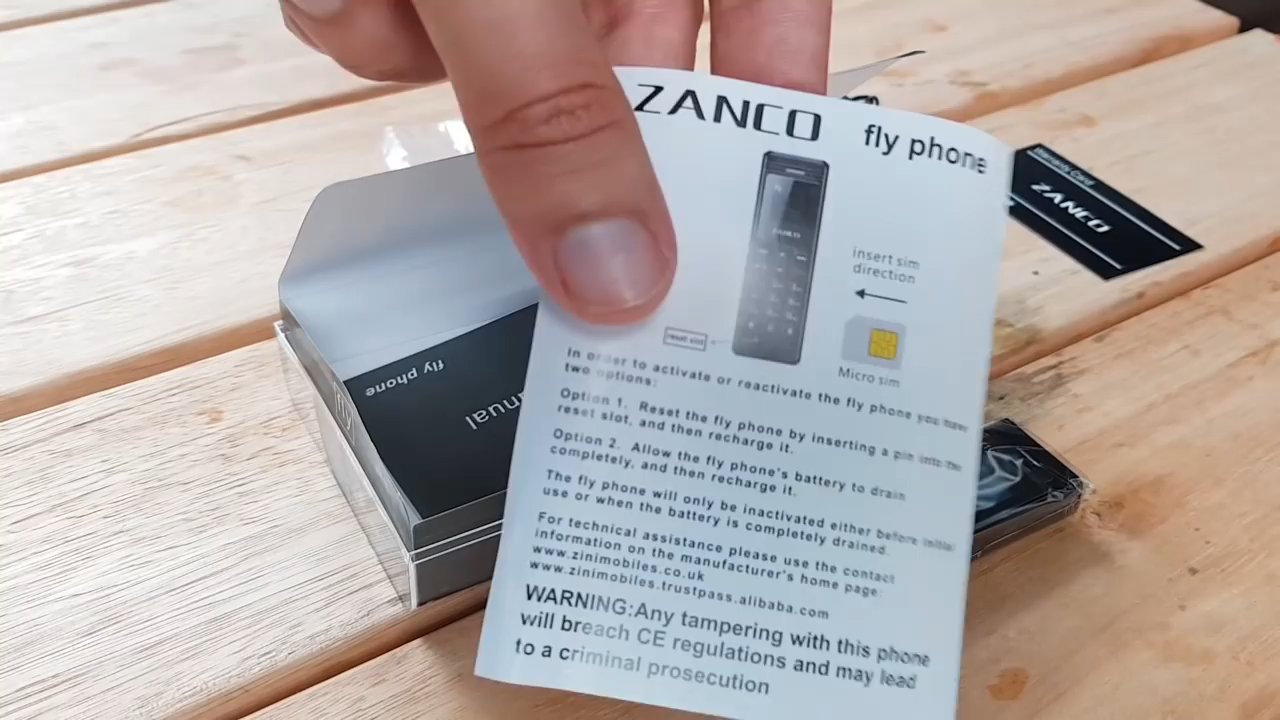 ZANCO fly phone
ZANCO
insert sim
direction
reset slot
Micro sim
In order to activate or reactivate the fly phone you have
two options:
Option 1. Reset the fly phone by inserting a pin into the
reset slot, and then recharge it.
Option 2. Allow the fly phone's battery to drain
completely, and then recharge it.
The fly phone will only be inactivated either before initial
use or when the battery is completely drained.
For technical assistance please use the contact
information on the manufacturer's home page:
www.zinimobiles.co.uk
www.zinimobiles.trustpass.alibaba.com
WARNING:Any tampering with this phone
will breach CE regulations and may lead
to a criminal prosecution
Warranty Card
ZANCO
fly phone